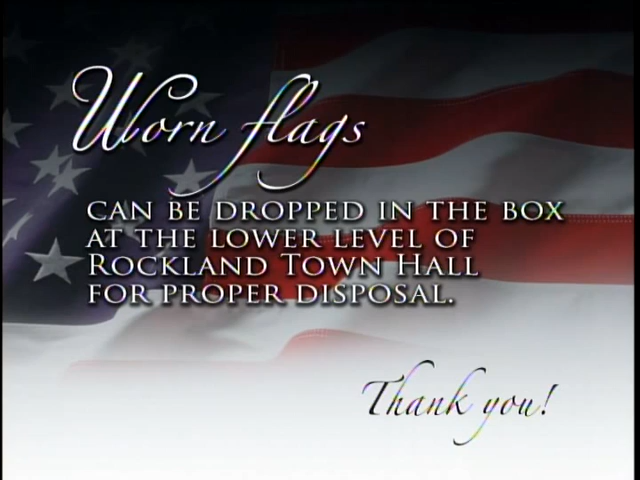 Worn flags
CAN BE DROPPED IN THE BOX
AT THE LOWER LEVEL OF
ROCKLAND TOWN HALL
FOR PROPER DISPOSAL.
Thank you!